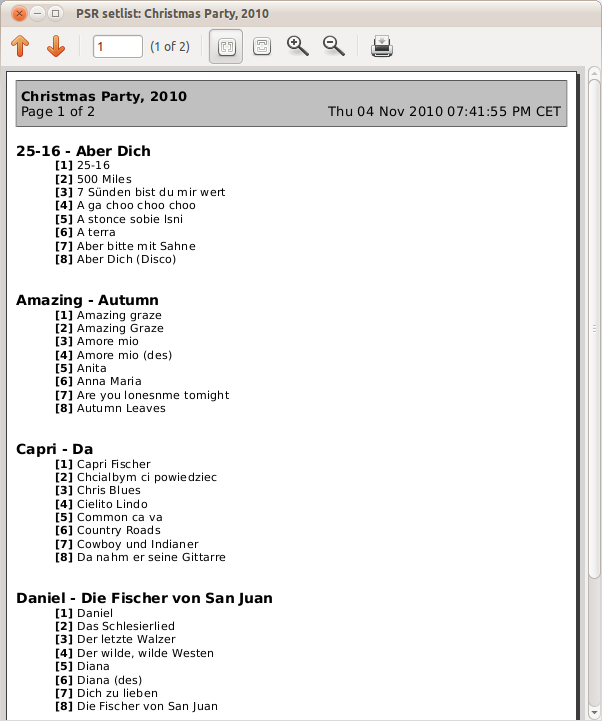 PSR setlist: Christmas Party, 2010
1 (1 of 2)
Christmas Party, 2010
Page 1 of 2 Thu 04 Nov 2010 07:41:55 PM CET
25-16 - Aber Dich
[1] 25-16
[2] 500 Miles
[3] 7 Sünden bist du mir wert
[4] A ga choo choo choo
[5] A stonce sobie lsni
[6] A terra
[7] Aber bitte mit Sahne
[8] Aber Dich (Disco)
Amazing - Autumn
[1] Amazing graze
[2] Amazing Graze
[3] Amore mio
[4] Amore mio (des)
[5] Anita
[6] Anna Maria
[7] Are you lonesnme tomight
[8] Autumn Leaves
Capri - Da
[1] Capri Fischer
[2] Chcialbym ci powiedziec
[3] Chris Blues
[4] Cielito Lindo
[5] Common ca va
[6] Country Roads
[7] Cowboy und Indianer
[8] Da nahm er seine Gittarre
Daniel - Die Fischer von San Juan
[1] Daniel
[2] Das Schlesierlied
[3] Der letzte Walzer
[4] Der wilde, wilde Westen
[5] Diana
[6] Diana (des)
[7] Dich zu lieben
[8] Die Fischer von San Juan